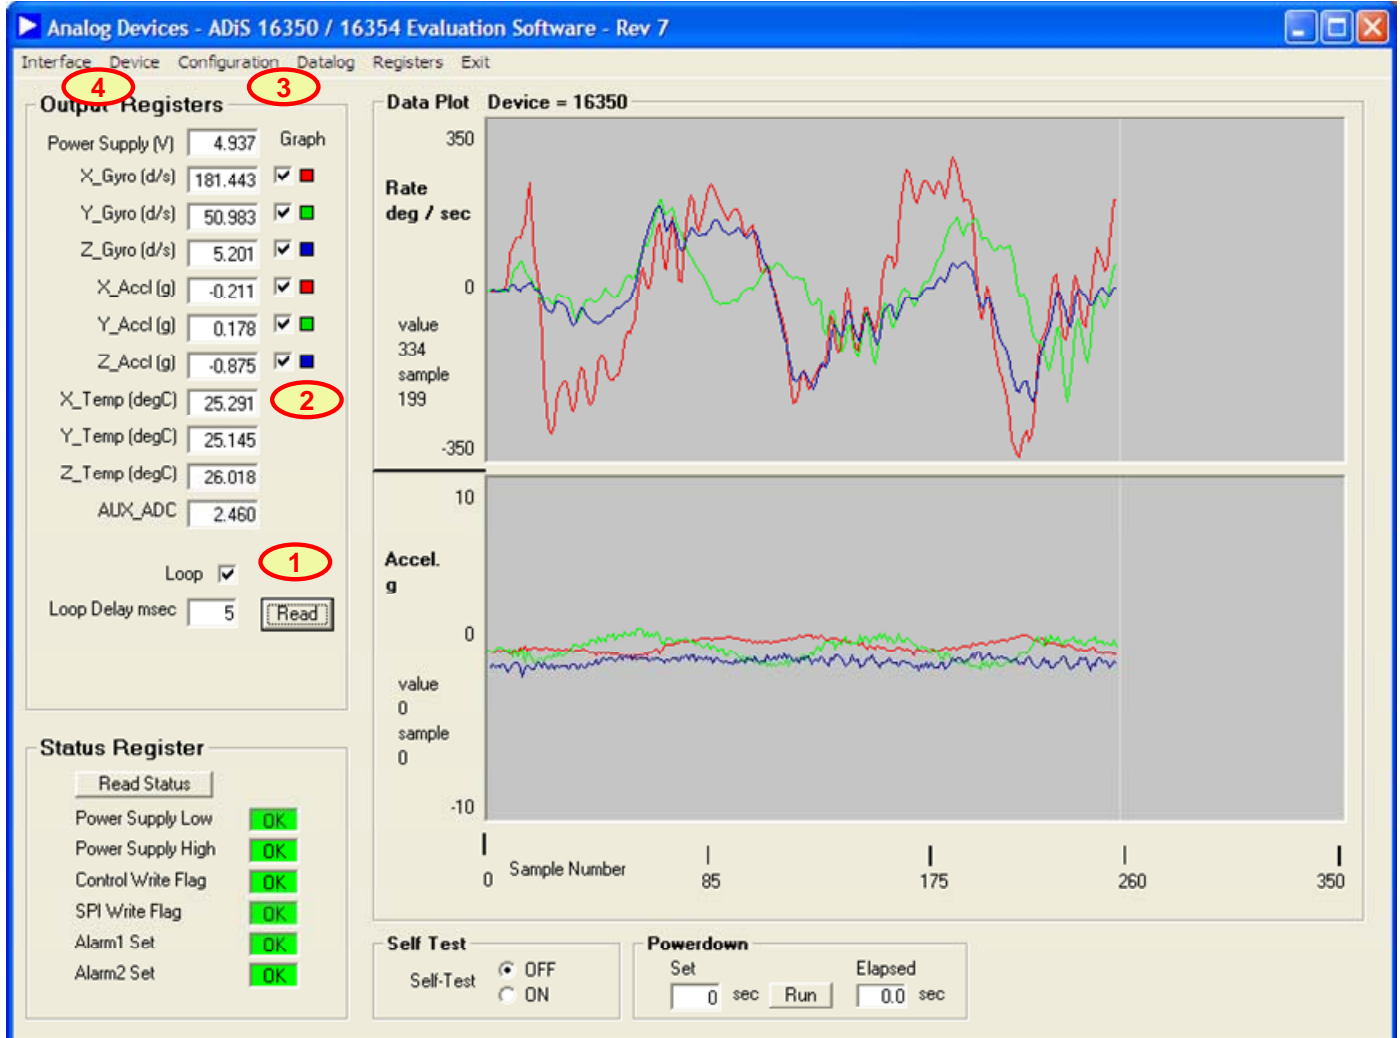 Analog Devices - ADiS 16350 / 16354 Evaluation Software - Rev 7
Interface Device Configuration Datalog Registers Exit
4
3
Output Registers
Power Supply (V) 4.937 Graph
X_Gyro (d/s) 181.443
Y_Gyro (d/s) 50.983
Z_Gyro (d/s) 5.201
X_Accl (g) -0.211
Y_Accl (g) 0.178
Z_Accl (g) -0.875
X_Temp (degC) 25.291
2
Y_Temp (degC) 25.145
Z_Temp (degC) 26.018
AUX_ADC 2.460
1
Loop
Loop Delay msec 5 Read
Status Register
Read Status
Power Supply Low OK
Power Supply High OK
Control Write Flag OK
SPI Write Flag OK
Alarm1 Set OK
Alarm2 Set OK
Data Plot Device = 16350
350
Rate
deg / sec
0
value
334
sample
199
-350
10
Accel.
g
0
value
0
sample
0
-10
Sample Number
0 85 175 260 350
Self Test
Self-Test OFF
ON
Powerdown
Set Elapsed
0 sec Run 0.0 sec